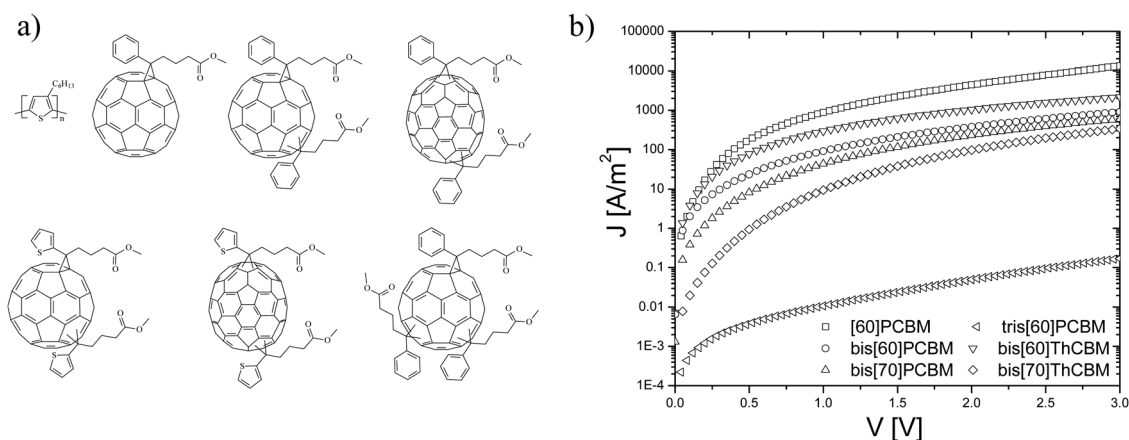 a)
C₆H₁₃
S
n
O
O
O
O
O
O
O
O
O
O
S
O
O
O
O
S
S
O
O
O
O
S
O
O
O
O
O
O
b)
J [A/m²]
100000
10000
1000
100
10
1
0.1
0.01
1E-3
1E-4
[60]PCBM
bis[60]PCBM
bis[70]PCBM
tris[60]PCBM
bis[60]ThCBM
bis[70]ThCBM
0.0 0.5 1.0 1.5 2.0 2.5 3.0
V [V]